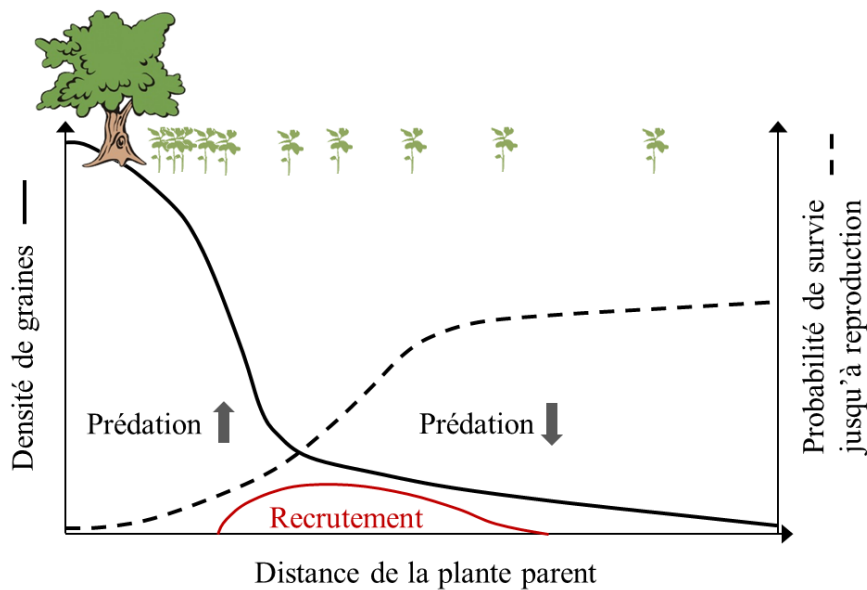 Densité de graines
Prédation
Prédation
Recrutement
Distance de la plante parent
Probabilité de survie
jusqu'à reproduction